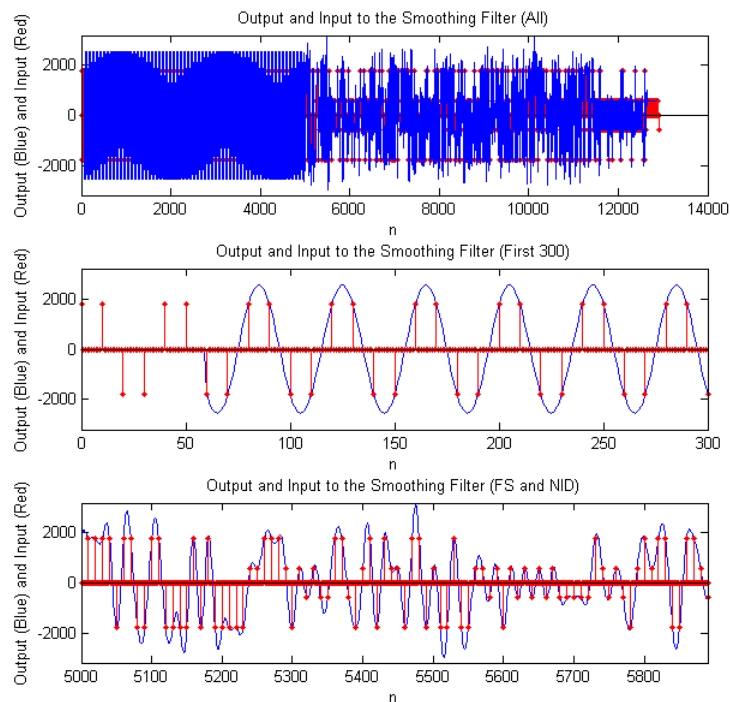 Output and Input to the Smoothing Filter (All)
Output (Blue) and Input (Red)
2000
0
-2000
0 2000 4000 6000 8000 10000 12000 14000
n
Output and Input to the Smoothing Filter (First 300)
Output (Blue) and Input (Red)
2000
0
-2000
0 50 100 150 200 250 300
n
Output and Input to the Smoothing Filter (FS and NID)
Output (Blue) and Input (Red)
2000
0
-2000
5000 5100 5200 5300 5400 5500 5600 5700 5800
n